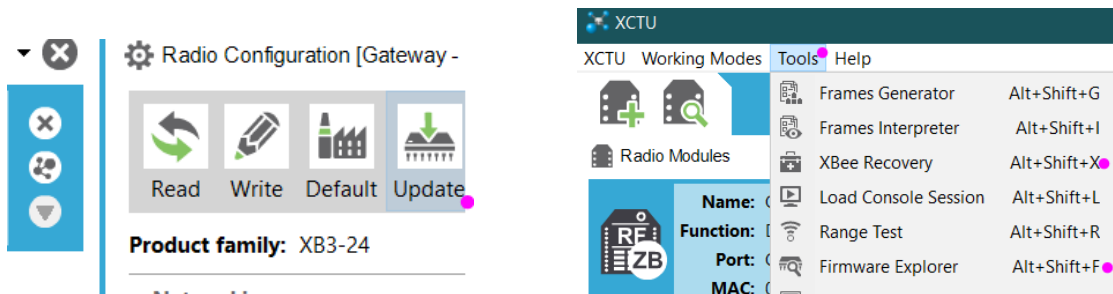 Radio Configuration [Gateway -
Read Write Default Update
Product family: XB3-24
XCTU
XCTU Working Modes Tools Help
Frames Generator Alt+Shift+G
Frames Interpreter Alt+Shift+I
Radio Modules
XBee Recovery Alt+Shift+X
Load Console Session Alt+Shift+L
Name:
Function:
Range Test Alt+Shift+R
RF
ZB
Port:
Firmware Explorer Alt+Shift+F
MAC: